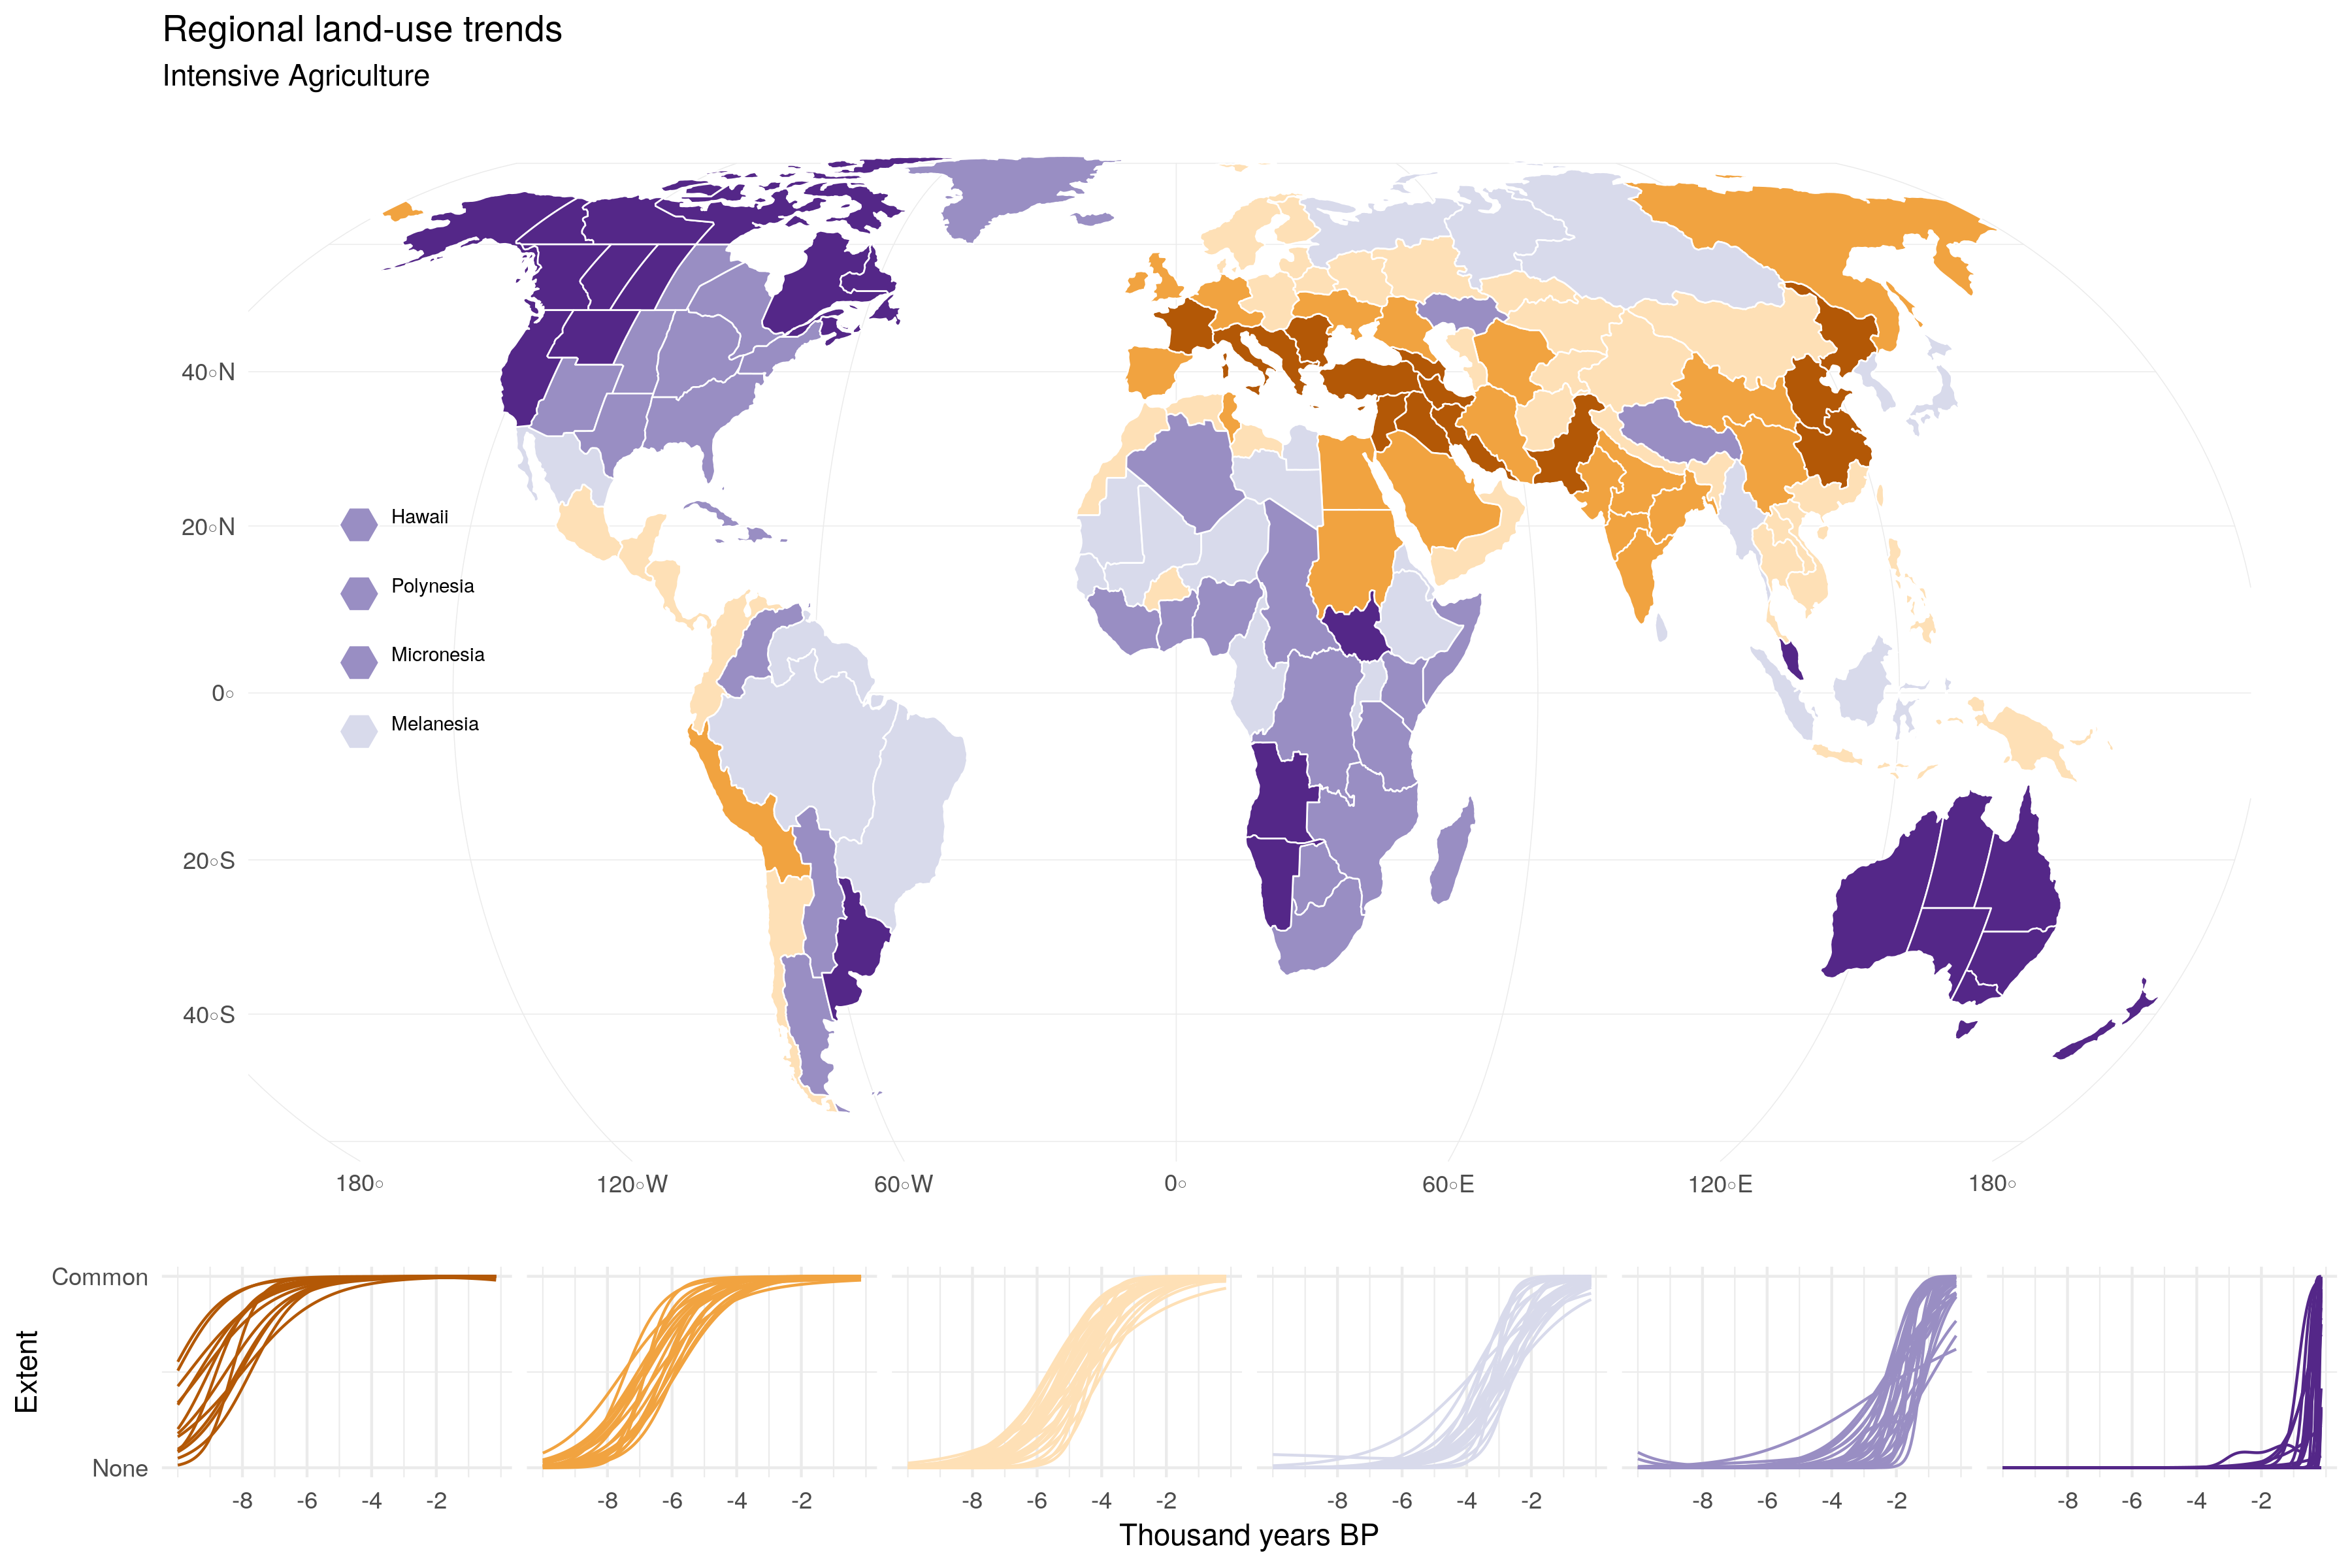 Regional land-use trends
Intensive Agriculture
40°N
20°N
0°
20°S
40°S
Hawaii
Polynesia
Micronesia
Melanesia
180° 120°W 60°W 0° 60°E 120°E 180°
Extent
Common
None
-8 -6 -4 -2 -8 -6 -4 -2 -8 -6 -4 -2 -8 -6 -4 -2 -8 -6 -4 -2 -8 -6 -4 -2
Thousand years BP